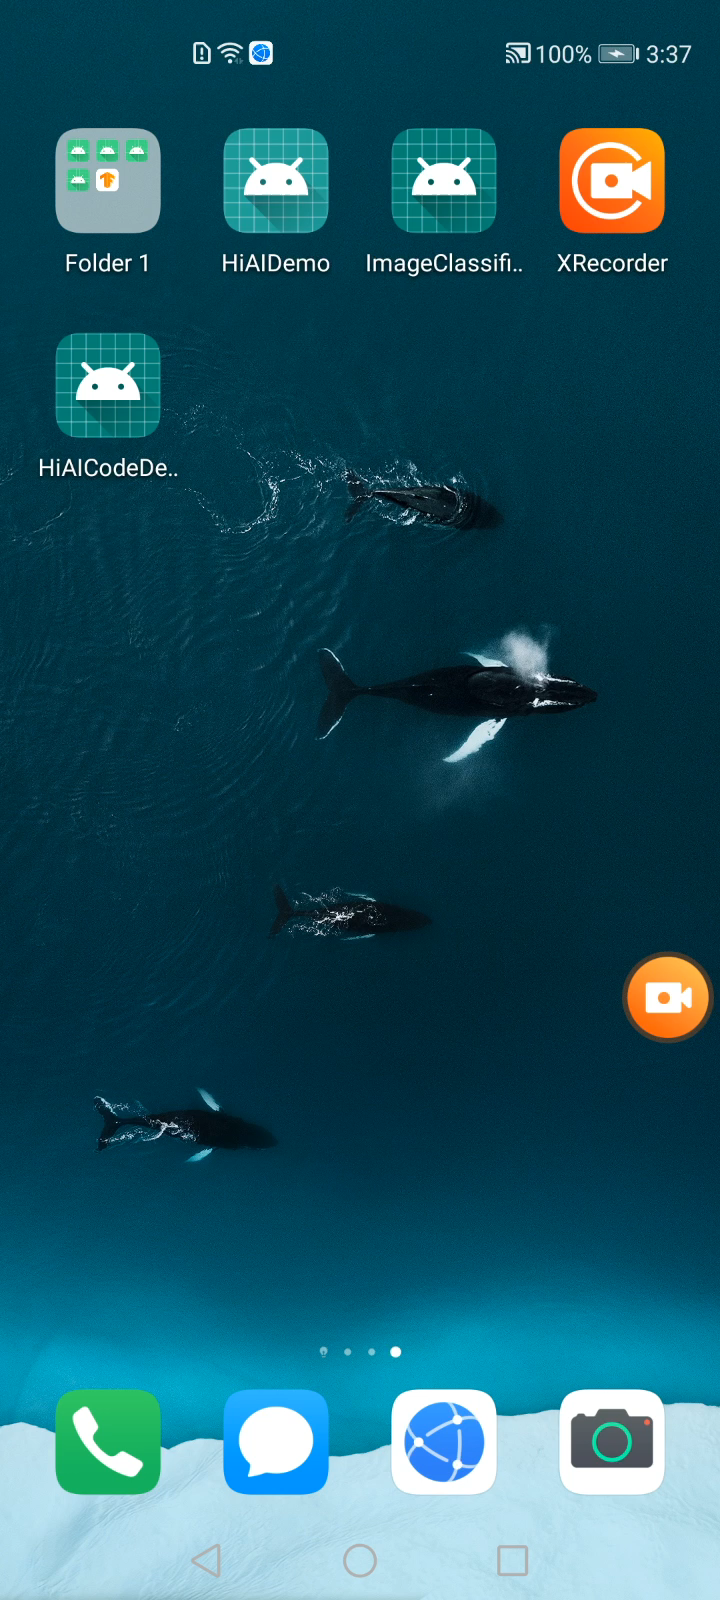 100% 3:37
Folder 1 HiAIDemo ImageClassifi.. XRecorder
HiAICodeDe..